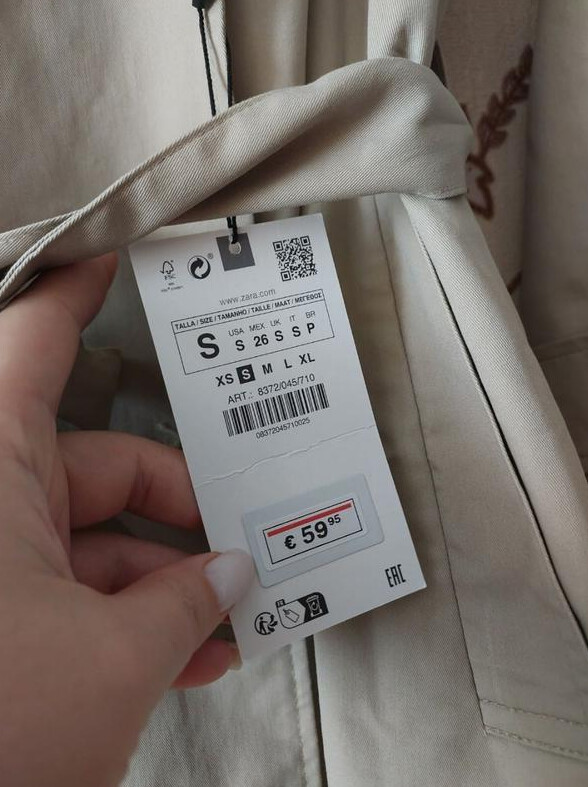 FSC
www.zara.com
TALLA / SIZE / TAMANHO / TAILLE / MAAT / ΜΕΓΕΘΟΣ
USA MEX UK IT BR
S S 26 S S P
XS S M L XL
ART.: 8372/045/710
08372045710025
€ 59 95
EAC